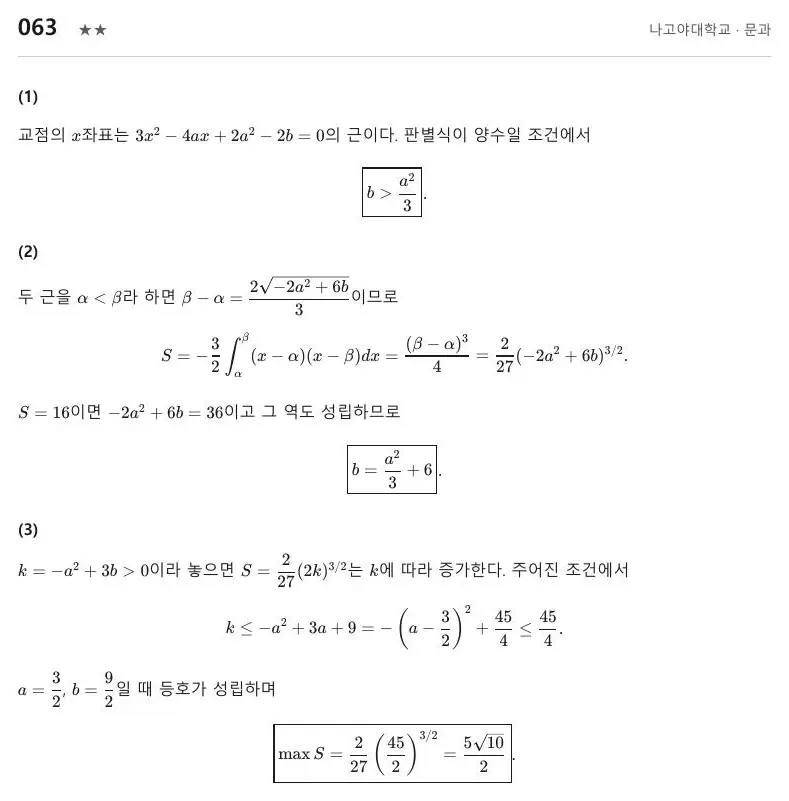 063 ★★ 나고야대학교 · 문과
(1)
교점의 x좌표는 3x² − 4ax + 2a² − 2b = 0의 근이다. 판별식이 양수일 조건에서
b > a²/3.
(2)
두 근을 α < β라 하면 β − α = 2√(−2a² + 6b)/3이므로
S = −3/2 ∫_α^β (x − α)(x − β)dx = (β − α)³/4 = 2/27(−2a² + 6b)^{3/2}.
S = 16이면 −2a² + 6b = 36이고 그 역도 성립하므로
b = a²/3 + 6.
(3)
k = −a² + 3b > 0이라 놓으면 S = 2/27(2k)^{3/2}는 k에 따라 증가한다. 주어진 조건에서
k ≤ −a² + 3a + 9 = −(a − 3/2)² + 45/4 ≤ 45/4.
a = 3/2, b = 9/2일 때 등호가 성립하며
max S = 2/27 (45/2)^{3/2} = 5√10/2.